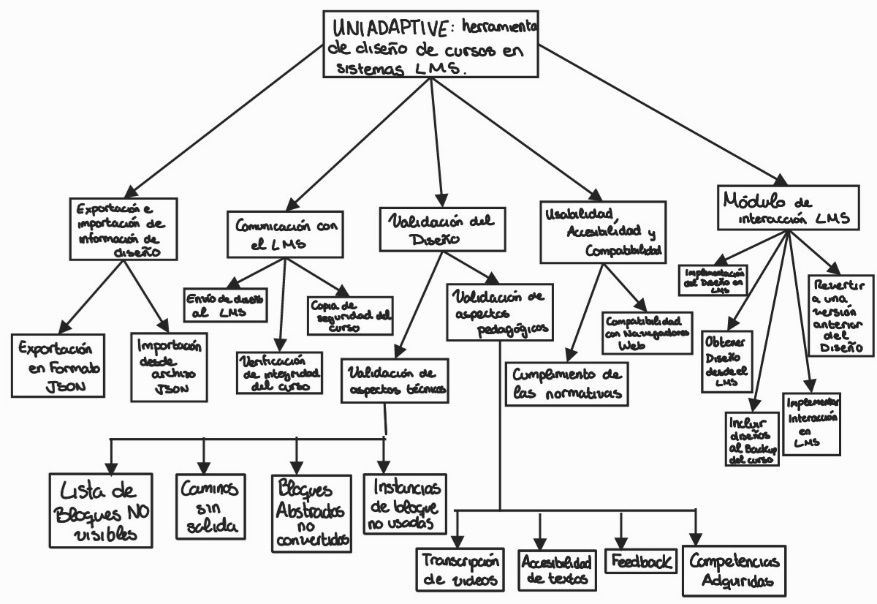 UNIADAPTIVE: herramienta
de diseño de cursos en
sistemas LMS.
Exportación e
importación de
información de
diseño
Comunicación con
el LMS
Validación del
Diseño
Usabilidad,
Accesibilidad y
Compatibilidad
Módulo de
interacción LMS
Exportación
en Formato
JSON
Importación
desde
archivo
JSON
Envío de diseño
al LMS
Verificación
de integridad
del curso
Copia de
seguridad del
curso
Validación de
aspectos técnicos
Validación de
aspectos
pedagógicos
Cumplimiento de
las normativas
Compatibilidad
con Navegadores
Web
Implementación
del Diseño en
LMS
Obtener
Diseño
desde el
LMS
Incluir
diseños
al Backup
del curso
Implementar
Interacción
en
LMS
Revertir
a una
versión
anterior
del
Diseño
Lista de
Bloques NO
visibles
Caminos
sin
salida
Bloques
Abstractos
no
convertidos
Instancias
de bloque
no usadas
Transcripción
de videos
Accesibilidad
de textos
Feedback
Competencias
Adquiridas